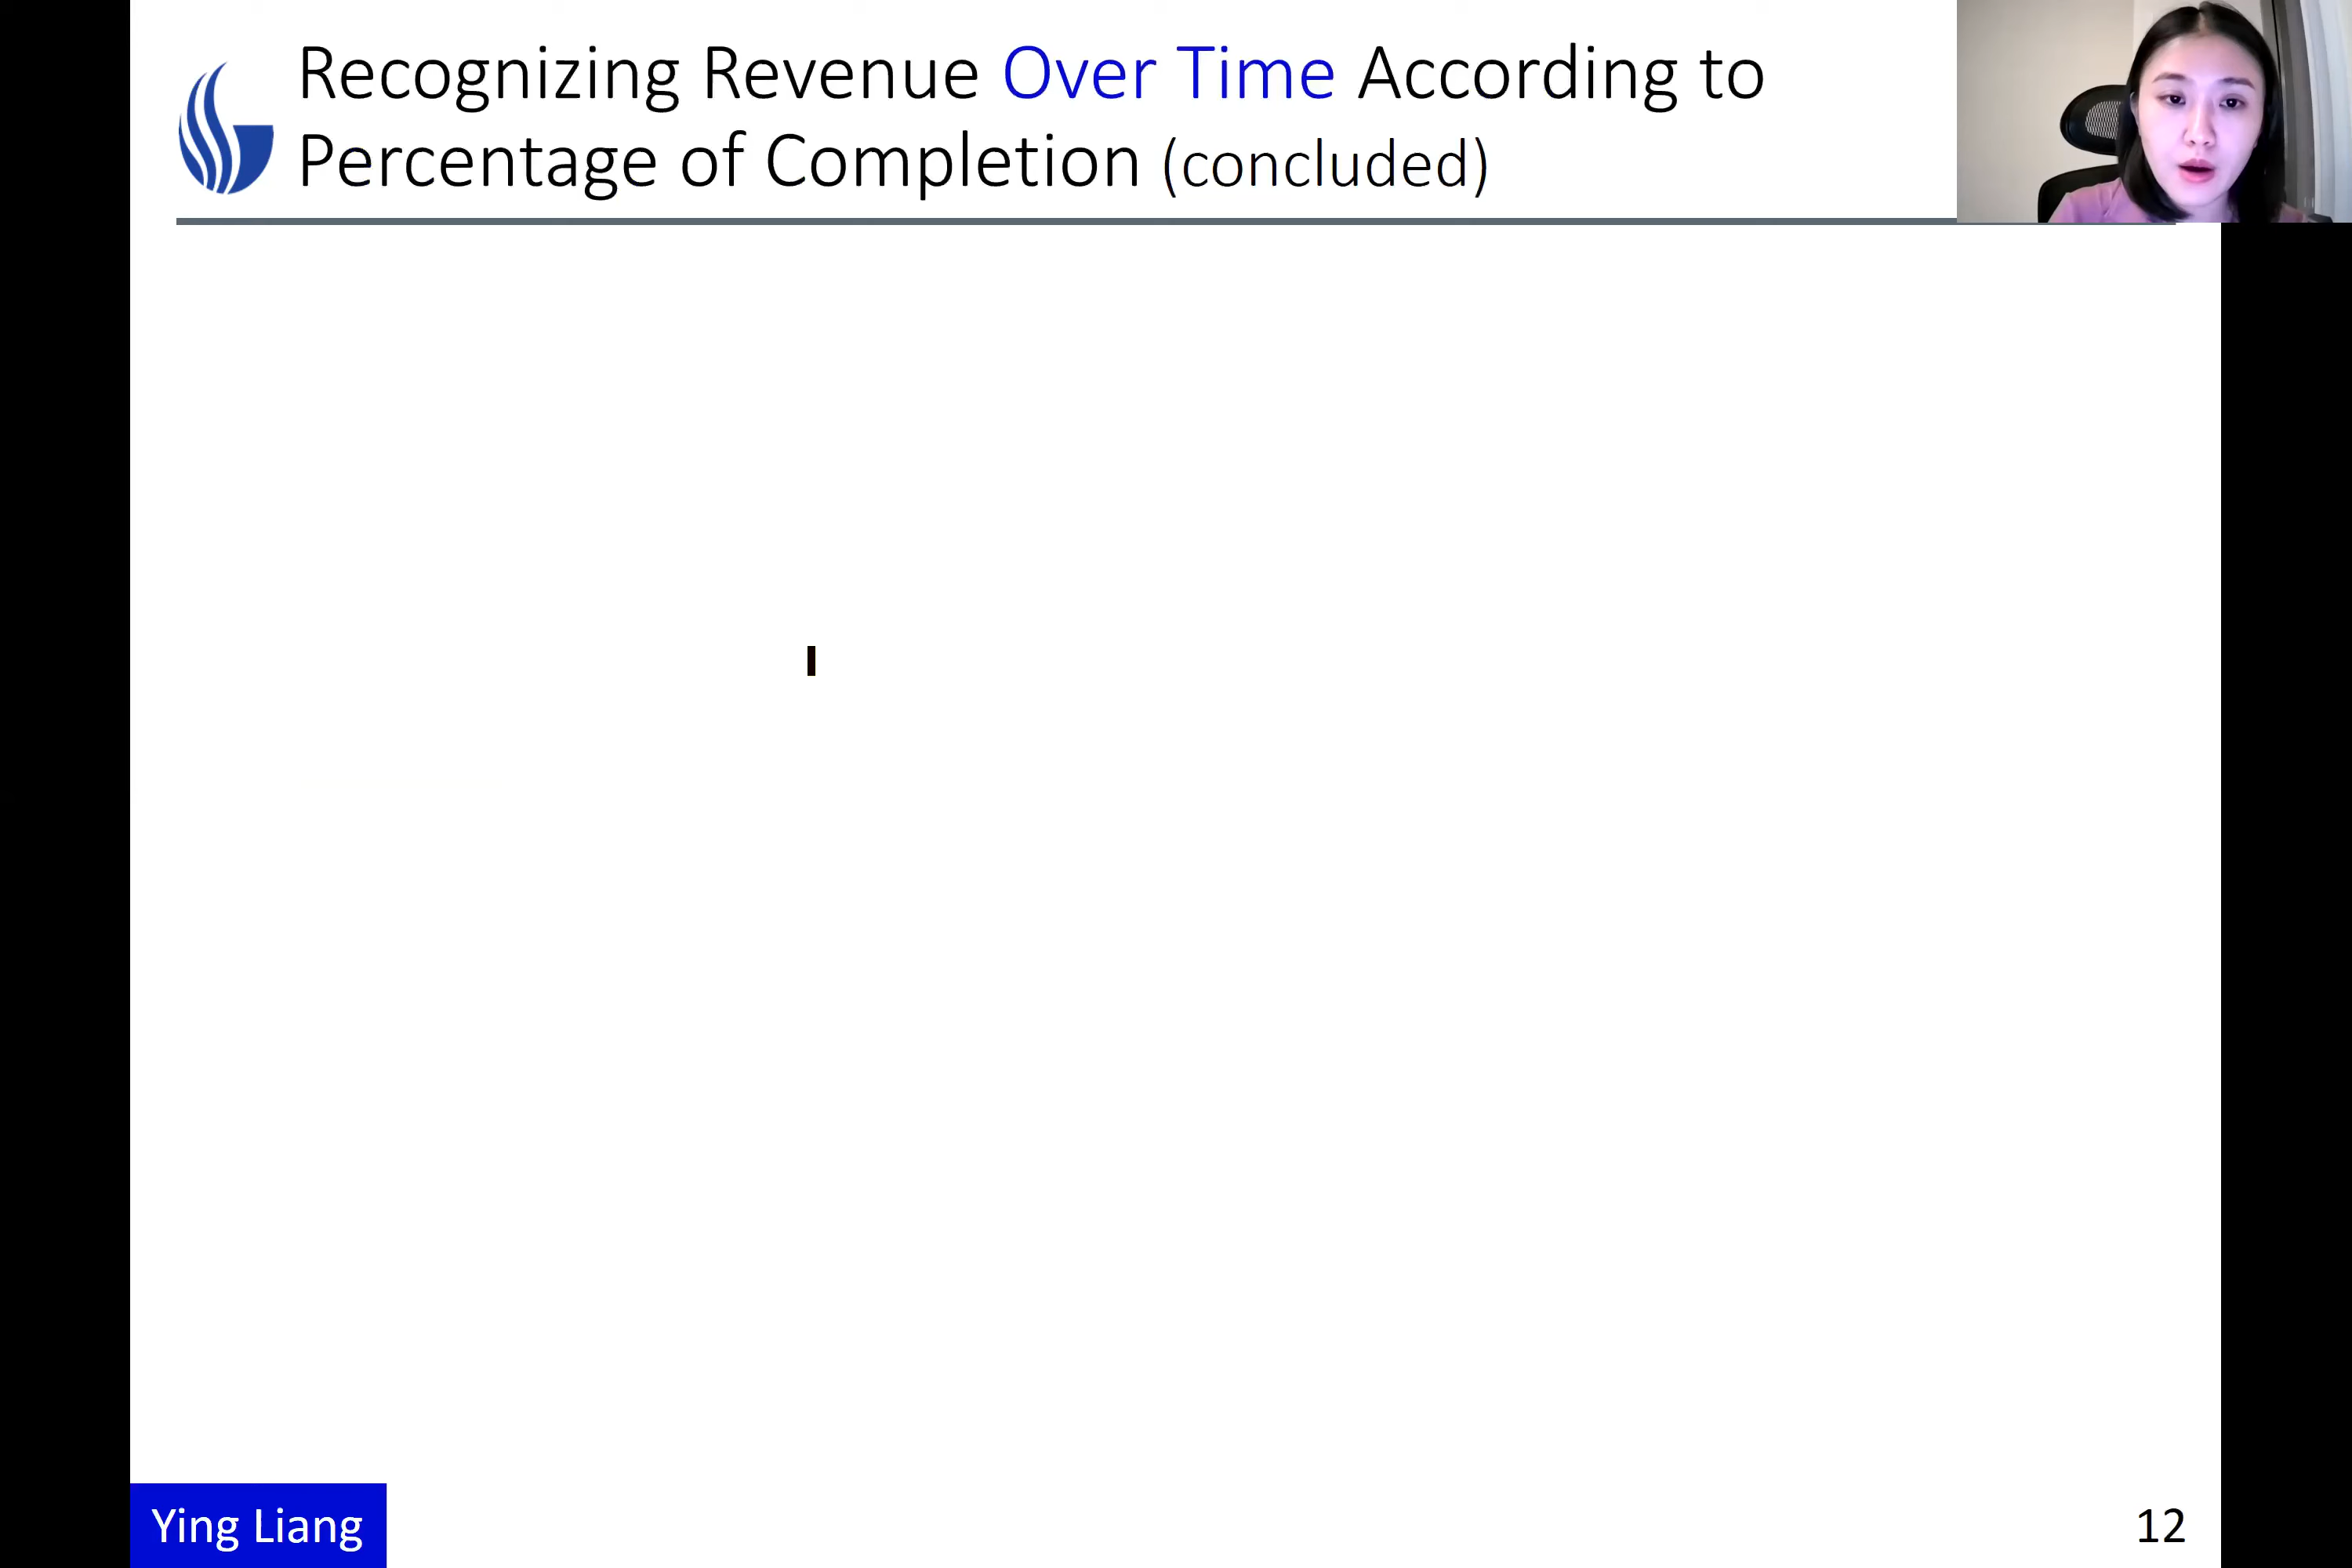 Recognizing Revenue Over Time According to
Percentage of Completion (concluded)
Ying Liang
12